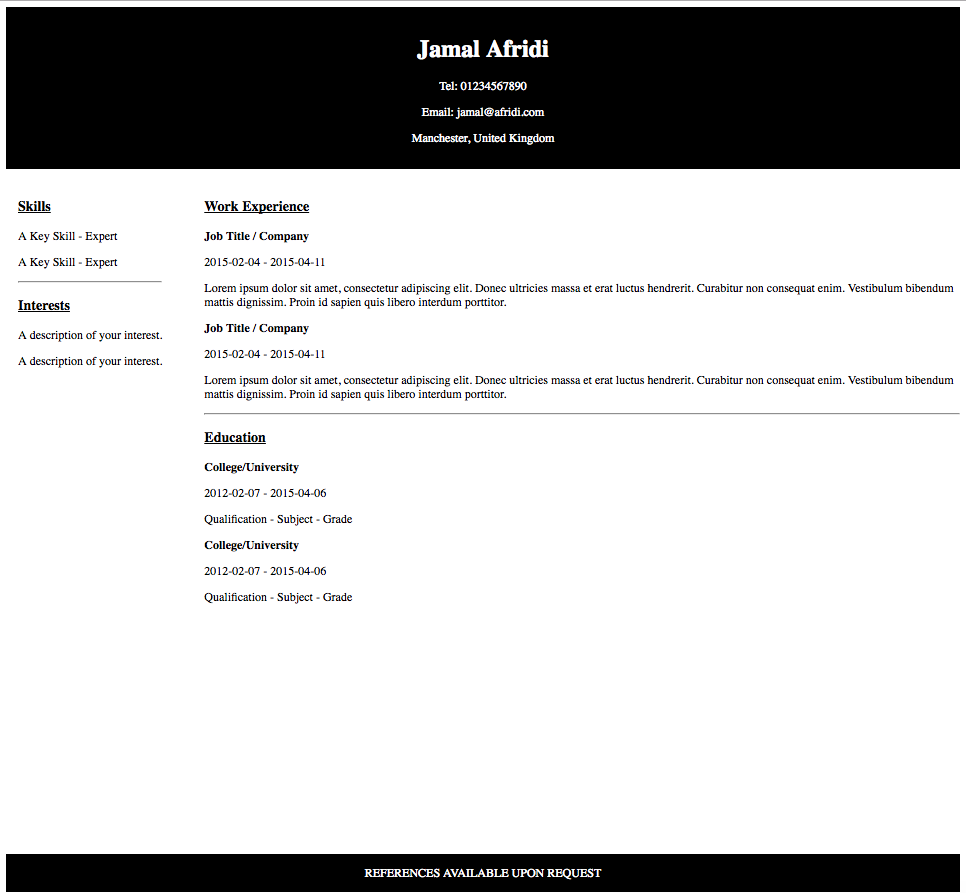 Jamal Afridi
Tel: 01234567890
Email: jamal@afridi.com
Manchester, United Kingdom
Skills
A Key Skill - Expert
A Key Skill - Expert
Interests
A description of your interest.
A description of your interest.
Work Experience
Job Title / Company
2015-02-04 - 2015-04-11
Lorem ipsum dolor sit amet, consectetur adipiscing elit. Donec ultricies massa et erat luctus hendrerit. Curabitur non consequat enim. Vestibulum bibendum
mattis dignissim. Proin id sapien quis libero interdum porttitor.
Job Title / Company
2015-02-04 - 2015-04-11
Lorem ipsum dolor sit amet, consectetur adipiscing elit. Donec ultricies massa et erat luctus hendrerit. Curabitur non consequat enim. Vestibulum bibendum
mattis dignissim. Proin id sapien quis libero interdum porttitor.
Education
College/University
2012-02-07 - 2015-04-06
Qualification - Subject - Grade
College/University
2012-02-07 - 2015-04-06
Qualification - Subject - Grade
REFERENCES AVAILABLE UPON REQUEST